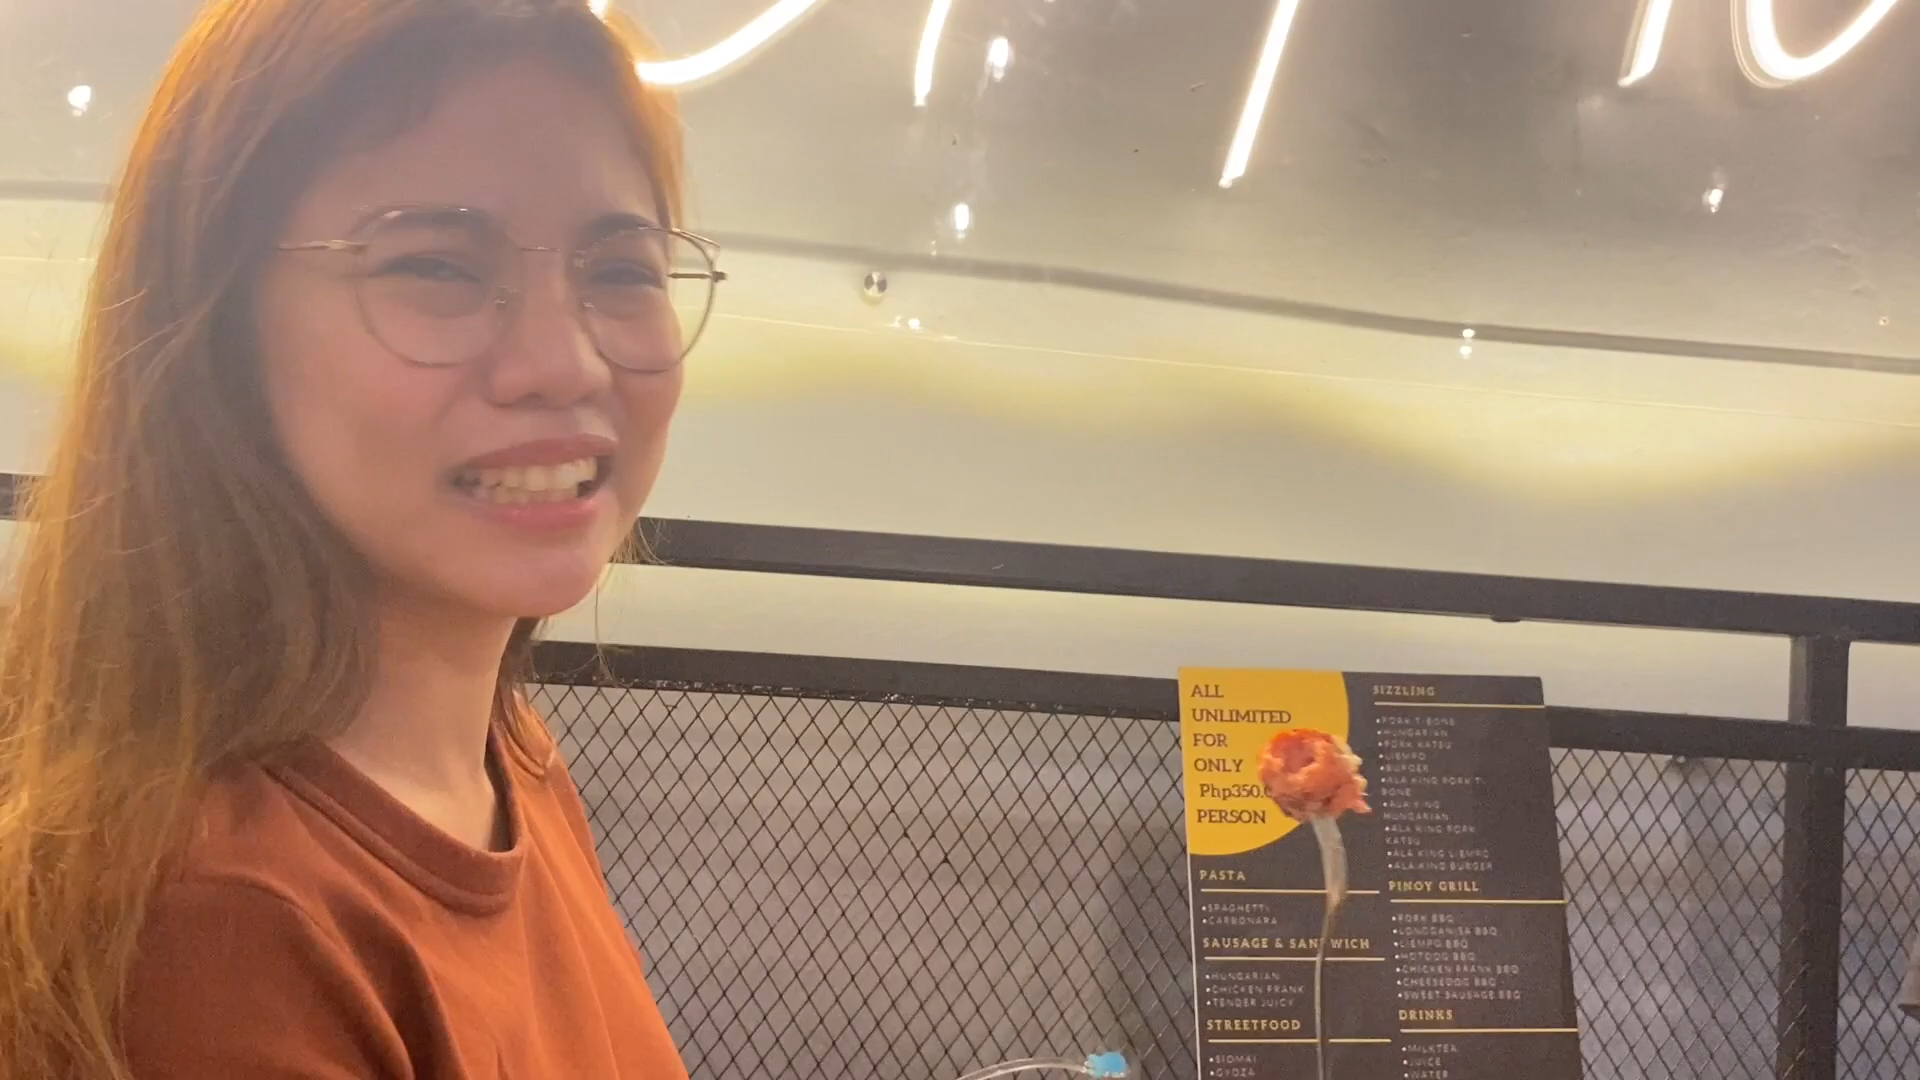 ALL
UNLIMITED
FOR
ONLY
Php350.
PERSON
PASTA
•SPAGHETTI
•CARBONARA
SAUSAGE & SANDWICH
•HUNGARIAN
•CHICKEN FRANK
•TENDER JUICY
STREETFOOD
•SIOMAI
•GYOZA
SIZZLING
•PORK T-BONE
•HUNGARIAN
•PORK KATSU
•LIEMPO
•BURGER
•ALA KING PORK T-
BONE
•ALA KING
HUNGARIAN
•ALA KING PORK
KATSU
•ALA KING LIEMPO
•ALA KING BURGER
PINOY GRILL
•PORK BBQ
•LONGGANISA BBQ
•LIEMPO BBQ
•HOTDOG BBQ
•CHICKEN FRANK BBQ
•CHEESEDOG BBQ
•SWEET SAUSAGE BBQ
DRINKS
•MILKTEA
•JUICE
•WATER